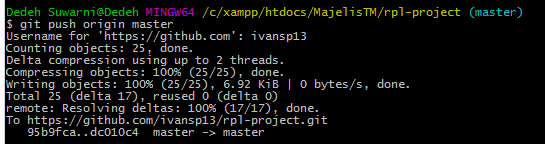 Dedeh Suwarni@Dedeh MINGW64 /c/xampp/htdocs/MajelisTM/rpl-project (master)
$ git push origin master
Username for 'https://github.com': ivansp13
Counting objects: 25, done.
Delta compression using up to 2 threads.
Compressing objects: 100% (25/25), done.
Writing objects: 100% (25/25), 6.92 KiB | 0 bytes/s, done.
Total 25 (delta 17), reused 0 (delta 0)
remote: Resolving deltas: 100% (17/17), done.
To https://github.com/ivansp13/rpl-project.git
   95b9fca..dc010c4  master -> master